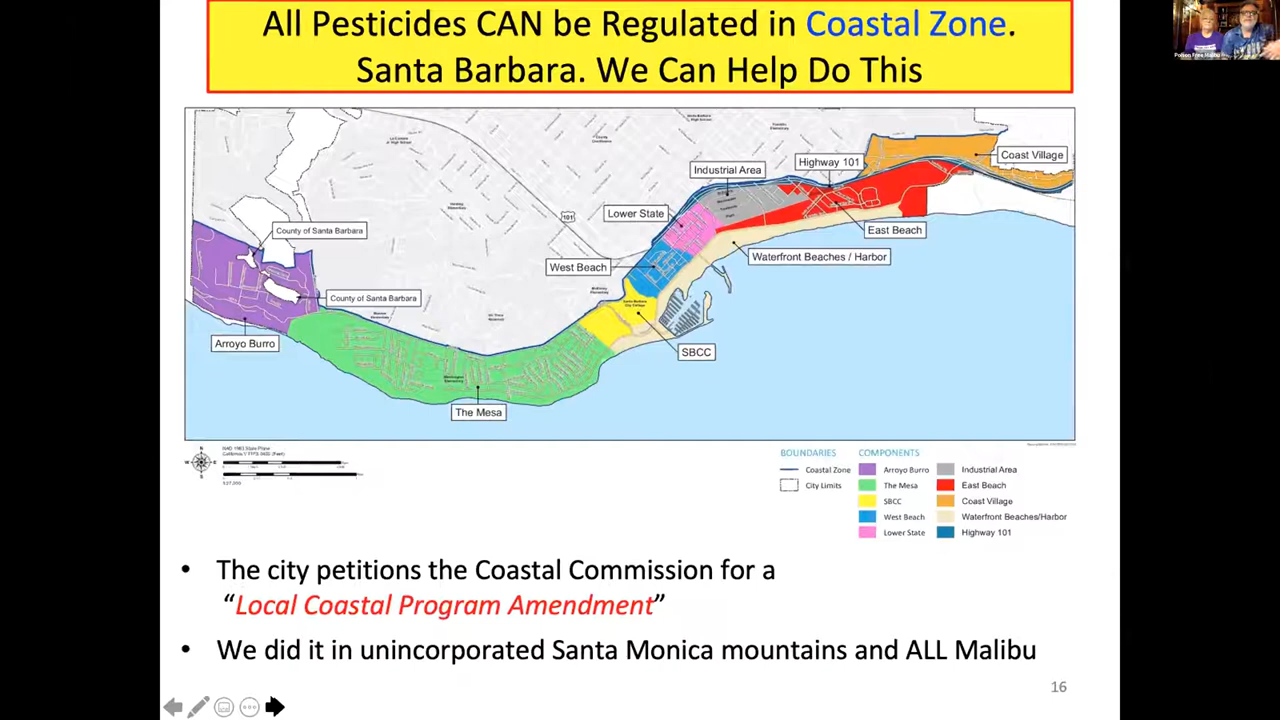 All Pesticides CAN be Regulated in Coastal Zone.
Santa Barbara. We Can Help Do This
Poison Free Malibu
Coast Village
Highway 101
Industrial Area
Lower State
101
County of Santa Barbara
East Beach
Waterfront Beaches / Harbor
West Beach
County of Santa Barbara
Arroyo Burro
SBCC
The Mesa
N
W
E
S
BOUNDARIES
Coastal Zone
City Limits
COMPONENTS
Arroyo Burro
The Mesa
SBCC
West Beach
Lower State
Industrial Area
East Beach
Coast Village
Waterfront Beaches/Harbor
Highway 101
• The city petitions the Coastal Commission for a
“Local Coastal Program Amendment”
• We did it in unincorporated Santa Monica mountains and ALL Malibu
16